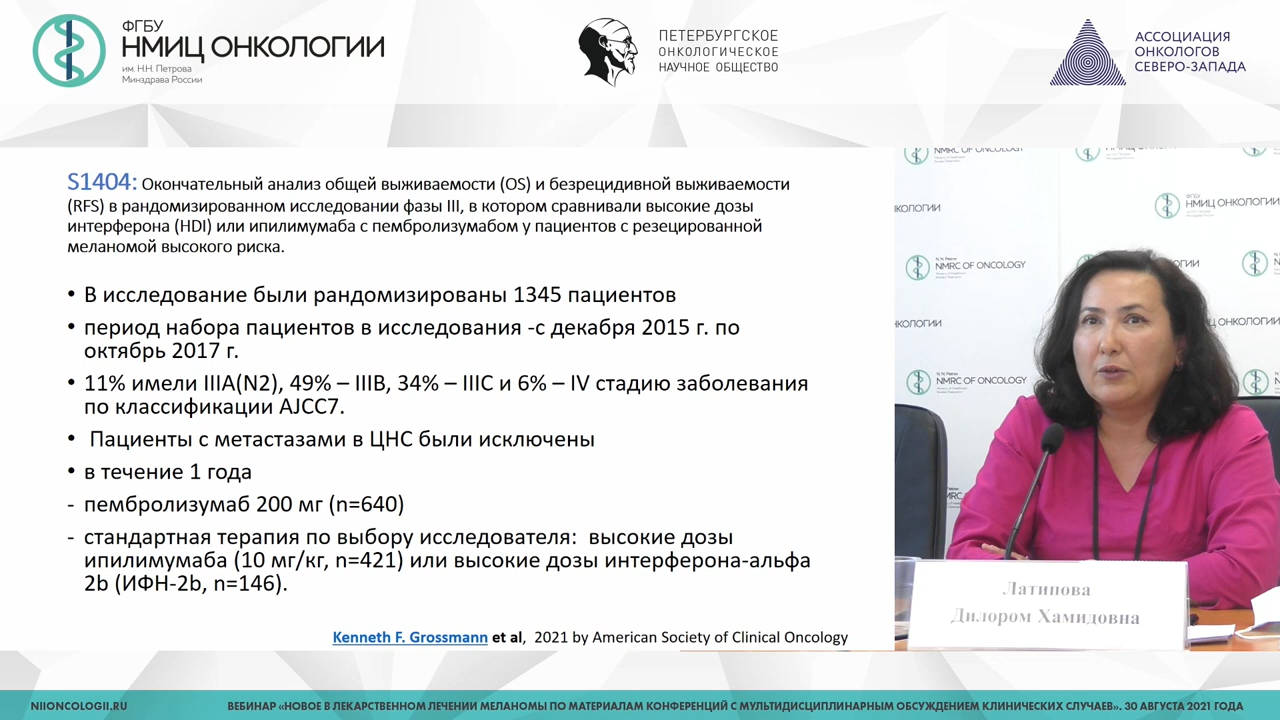 ФГБУ
НМИЦ ОНКОЛОГИИ
им. Н.Н. Петрова
Минздрава России
ПЕТЕРБУРГСКОЕ
ОНКОЛОГИЧЕСКОЕ
НАУЧНОЕ ОБЩЕСТВО
АССОЦИАЦИЯ
ОНКОЛОГОВ
СЕВЕРО-ЗАПАДА
S1404: Окончательный анализ общей выживаемости (OS) и безрецидивной выживаемости
(RFS) в рандомизированном исследовании фазы III, в котором сравнивали высокие дозы
интерферона (HDI) или ипилимумаба с пембролизумабом у пациентов с резецированной
меланомой высокого риска.
• В исследование были рандомизированы 1345 пациентов
• период набора пациентов в исследования -с декабря 2015 г. по
октябрь 2017 г.
• 11% имели IIIA(N2), 49% – IIIB, 34% – IIIC и 6% – IV стадию заболевания
по классификации AJCC7.
• Пациенты с метастазами в ЦНС были исключены
• в течение 1 года
- пембролизумаб 200 мг (n=640)
- стандартная терапия по выбору исследователя: высокие дозы
ипилимумаба (10 мг/кг, n=421) или высокие дозы интерферона-альфа
2b (ИФН-2b, n=146).
Kenneth F. Grossmann et al, 2021 by American Society of Clinical Oncology
NMRC OF ONCOLOGY
ФГБУ
НМИЦ ОНКОЛОГИИ
NMRC OF ONCOLOGY
NMRC OF ONCOLOGY
Латипова
Дилором Хамидовна
NIIONCOLOGII.RU
ВЕБИНАР «НОВОЕ В ЛЕКАРСТВЕННОМ ЛЕЧЕНИИ МЕЛАНОМЫ ПО МАТЕРИАЛАМ КОНФЕРЕНЦИЙ С МУЛЬТИДИСЦИПЛИНАРНЫМ ОБСУЖДЕНИЕМ КЛИНИЧЕСКИХ СЛУЧАЕВ». 30 АВГУСТА 2021 ГОДА